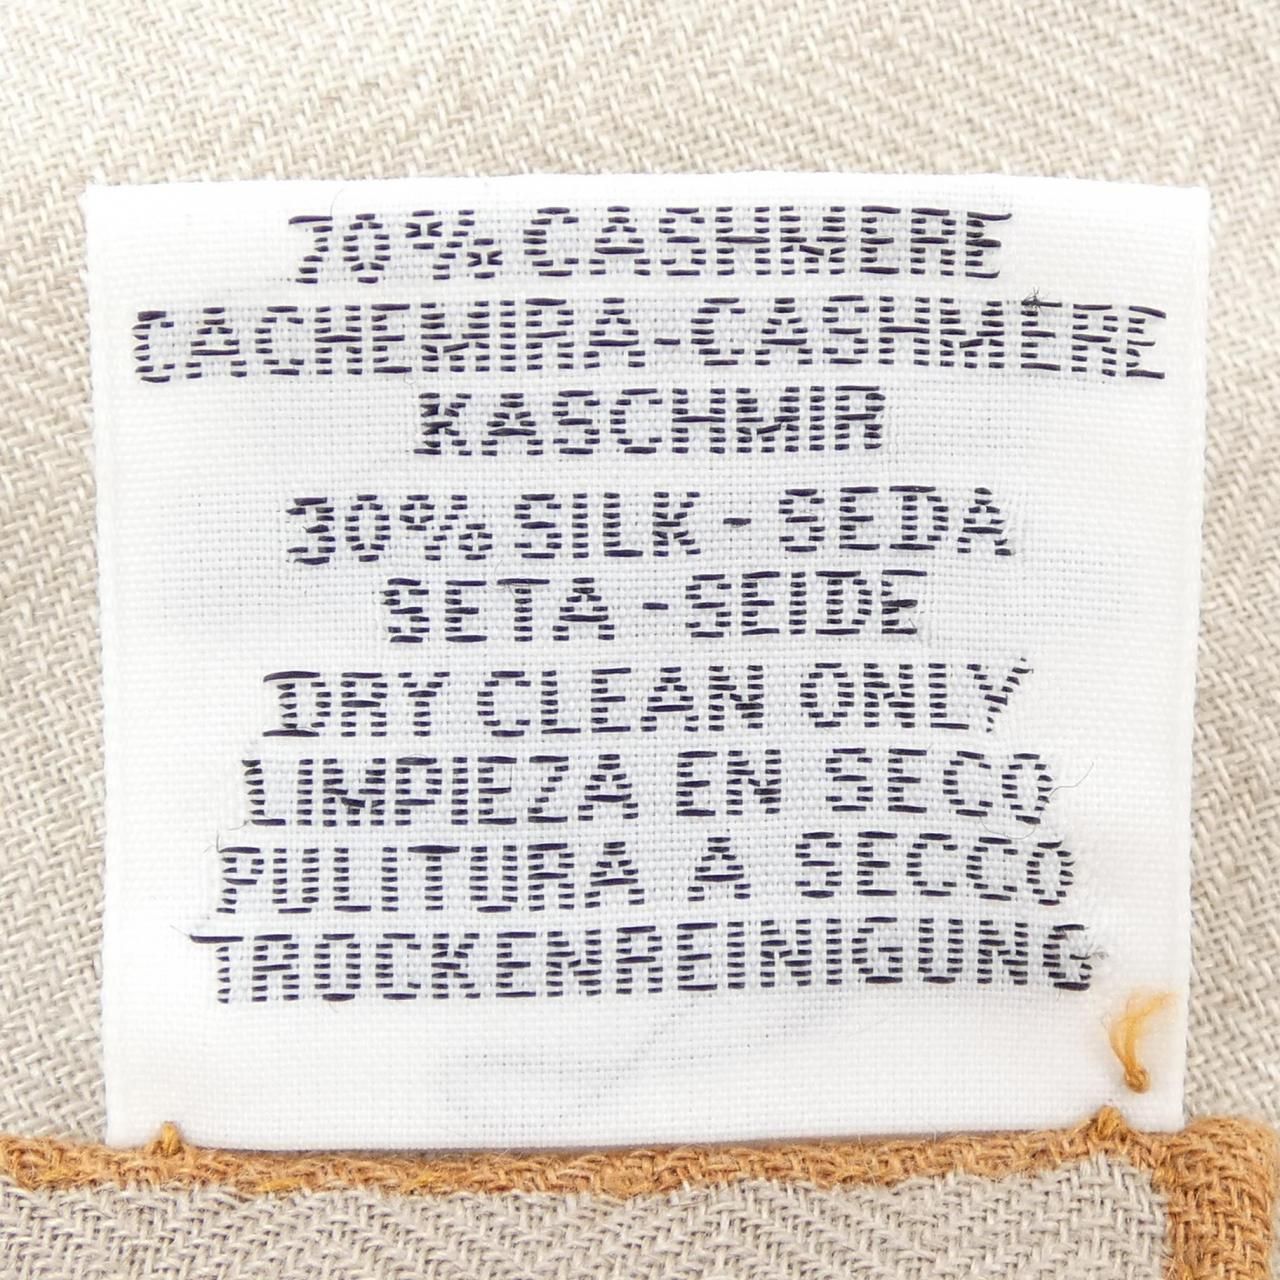 70% CASHMERE
CACHEMIRA-CASHMERE
KASCHMIR
30% SILK - SEDA
SETA - SEIDE
DRY CLEAN ONLY
LIMPIEZA EN SECO
PULITURA A SECCO
TROCKENREINIGUNG